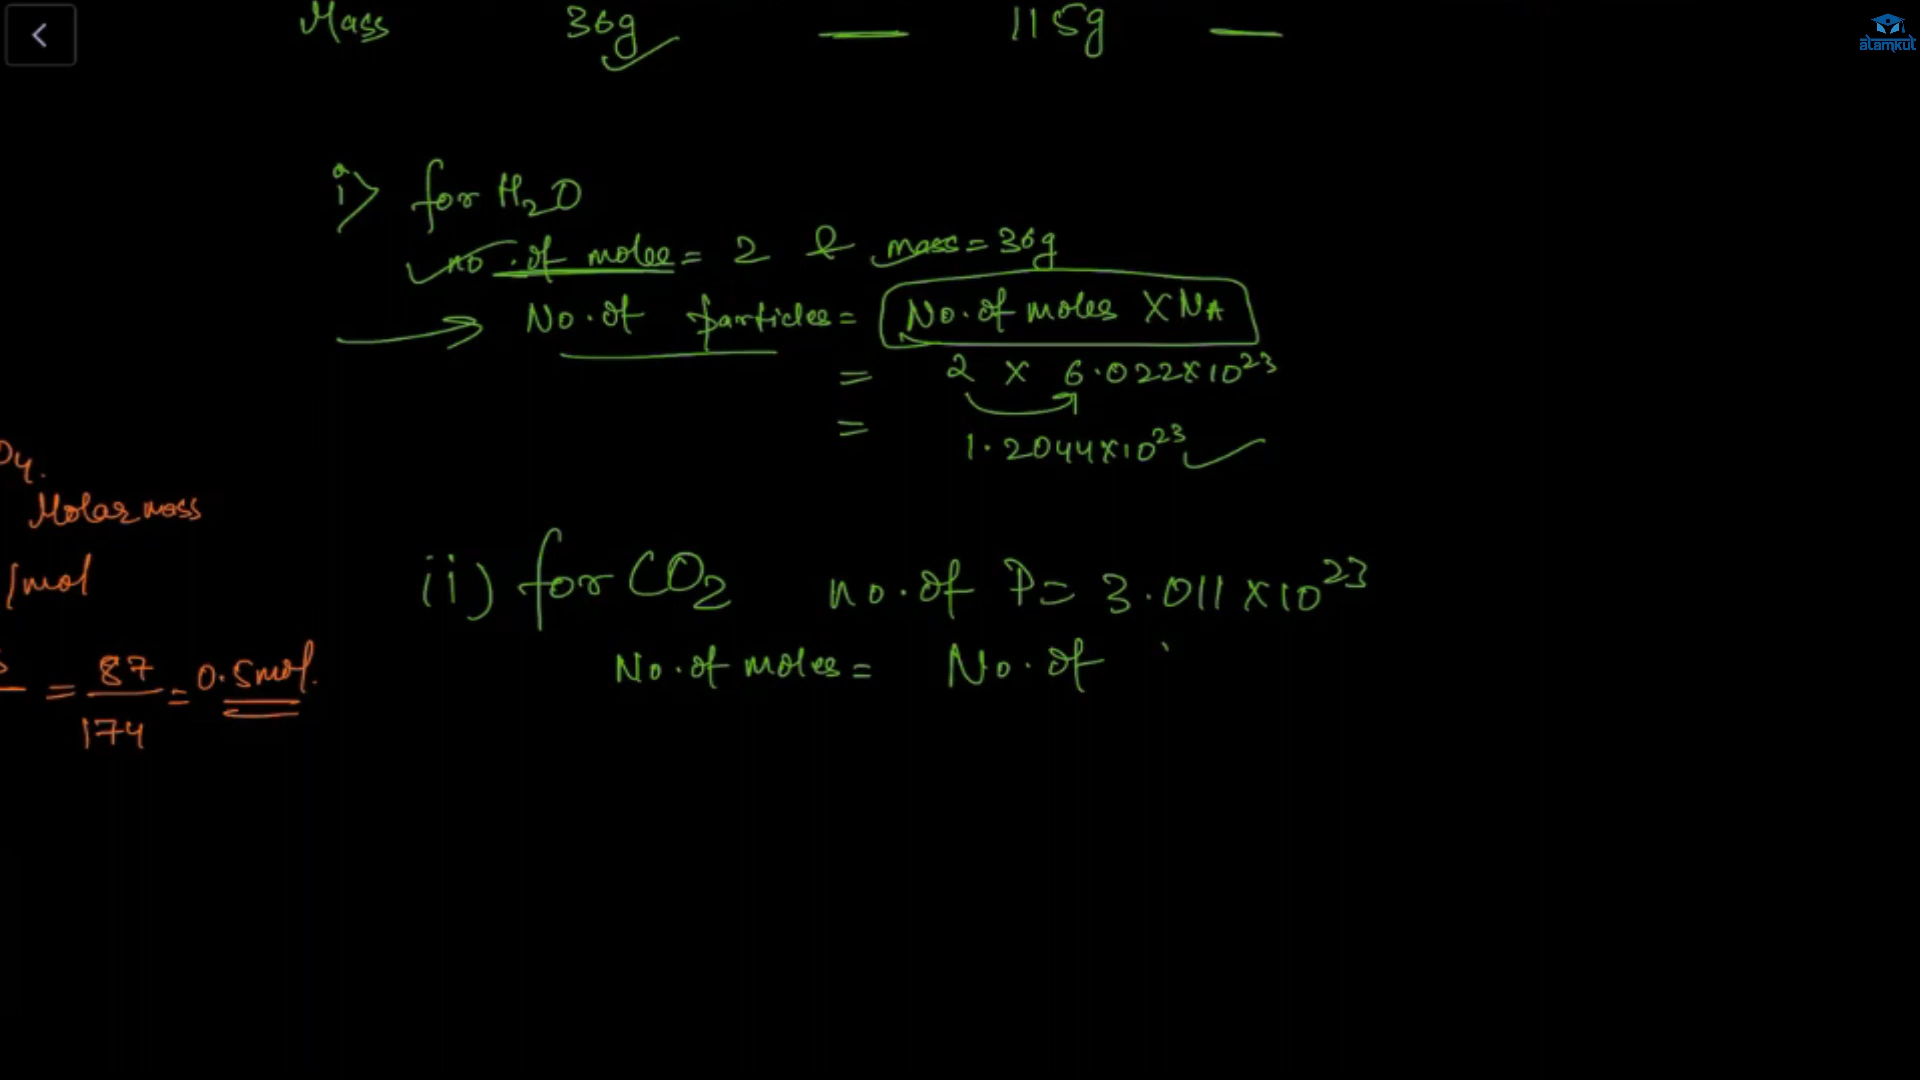 Mass 36g — 115g —
alamkut
i> for H₂O
no. of moles = 2 & mass = 36g
No. of particles = No. of moles X NA
= 2 X 6.022×10²³
= 1.2044×10²³
O4.
Molar mass
/mol
ii) for CO₂ no. of P = 3.011×10²³
No. of moles = No. of
= 87/174 = 0.5mol.